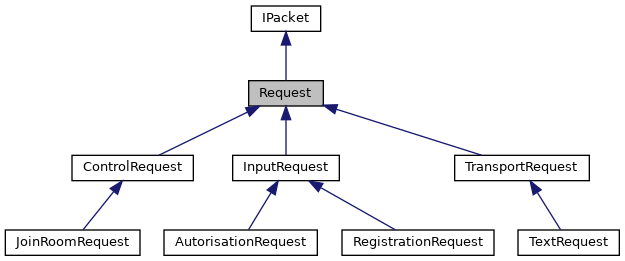 IPacket
Request
ControlRequest
InputRequest
TransportRequest
JoinRoomRequest
AutorisationRequest
RegistrationRequest
TextRequest